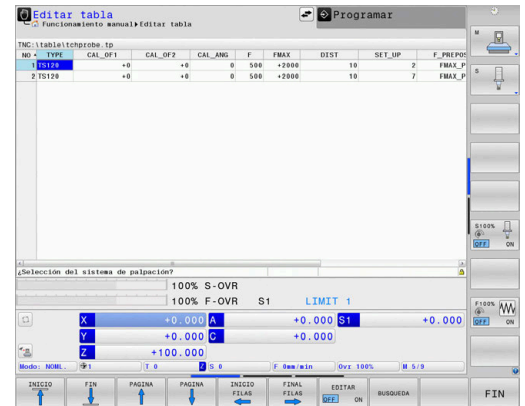 Editar tabla
Funcionamiento manual▸Editar tabla
Programar
TNC:\table\tchprobe.tp
NO TYPE CAL_OF1 CAL_OF2 CAL_ANG F FMAX DIST SET_UP F_PREPOS
1 TS120 +0 +0 0 500 +2000 10 2 FMAX_P
2 TS120 +0 +0 0 500 +2000 10 7 FMAX_P
M
S
S100%
OFF ON
¿Selección del sistema de palpación?
100% S-OVR
100% F-OVR S1 LIMIT 1
F100%
OFF ON
X +0.000 A +0.000 S1 +0.000
Y +0.000 C +0.000
Z +100.000
Modo: NOML. 1 T 0 Z S 0 F 0mm/min Ovr 100% M 5/9
INICIO
FIN
PAGINA
PAGINA
INICIO FILAS
FINAL FILAS
EDITAR
OFF ON
BUSQUEDA
FIN